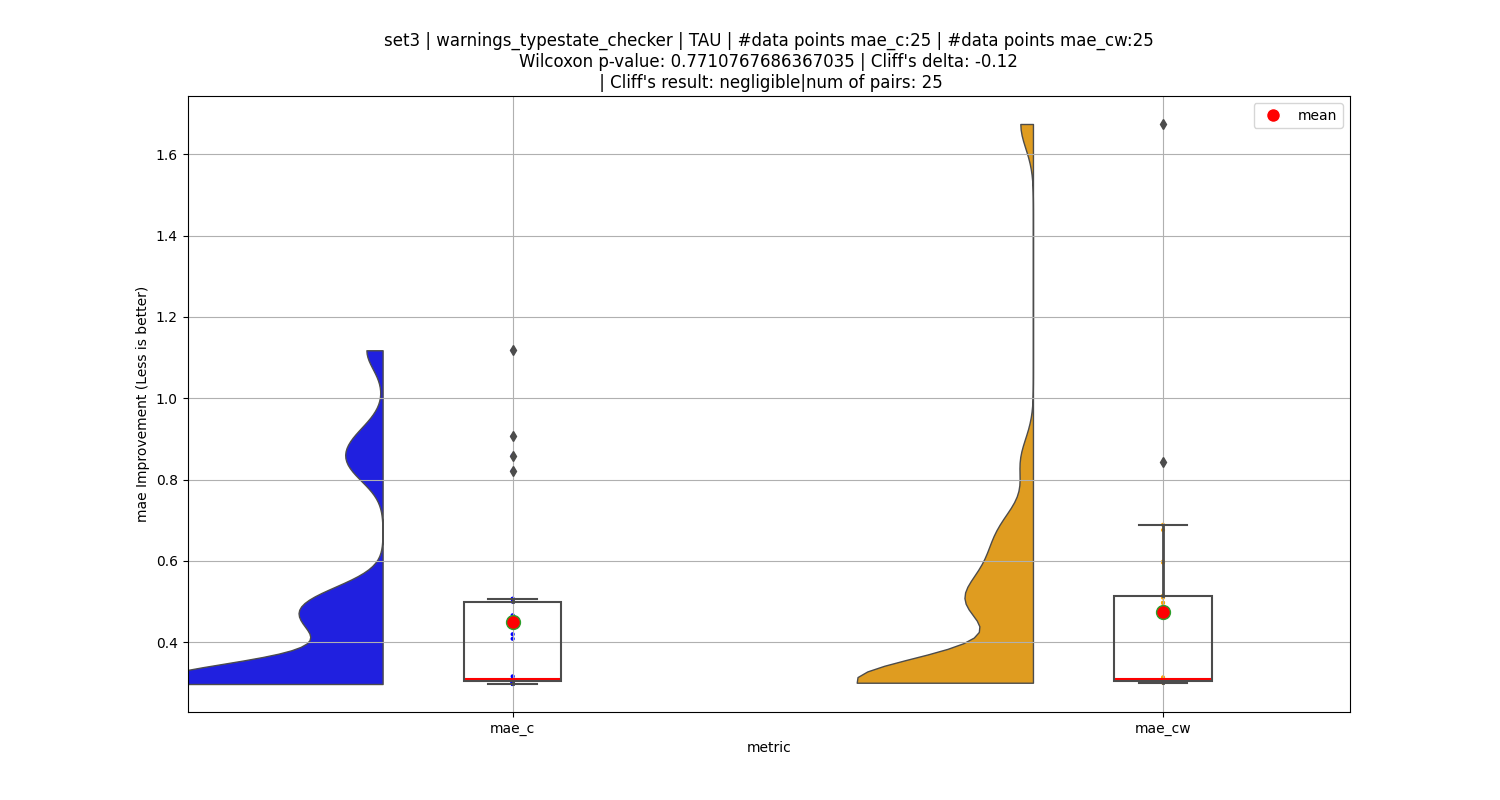 set3 | warnings_typestate_checker | TAU | #data points mae_c:25 | #data points mae_cw:25
Wilcoxon p-value: 0.7710767686367035 | Cliff's delta: -0.12
| Cliff's result: negligible|num of pairs: 25
mean
1.6
1.4
1.2
1.0
0.8
0.6
0.4
mae Improvement (Less is better)
mae_c
mae_cw
metric